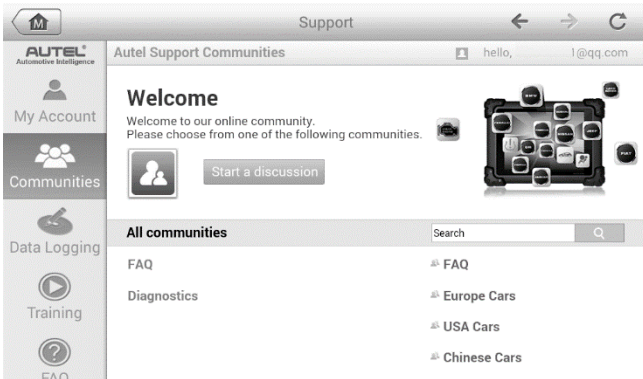 Support
AUTEL
Automotive Intelligence
Autel Support Communities
hello, 1@qq.com
My Account
Communities
Data Logging
Training
FAQ
Welcome
Welcome to our online community.
Please choose from one of the following communities.
Start a discussion
All communities
Search
FAQ
Diagnostics
FAQ
Europe Cars
USA Cars
Chinese Cars